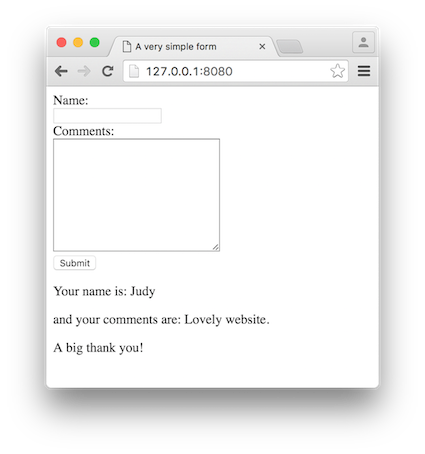 A very simple form
127.0.0.1:8080
Name:
Comments:
Submit
Your name is: Judy
and your comments are: Lovely website.
A big thank you!